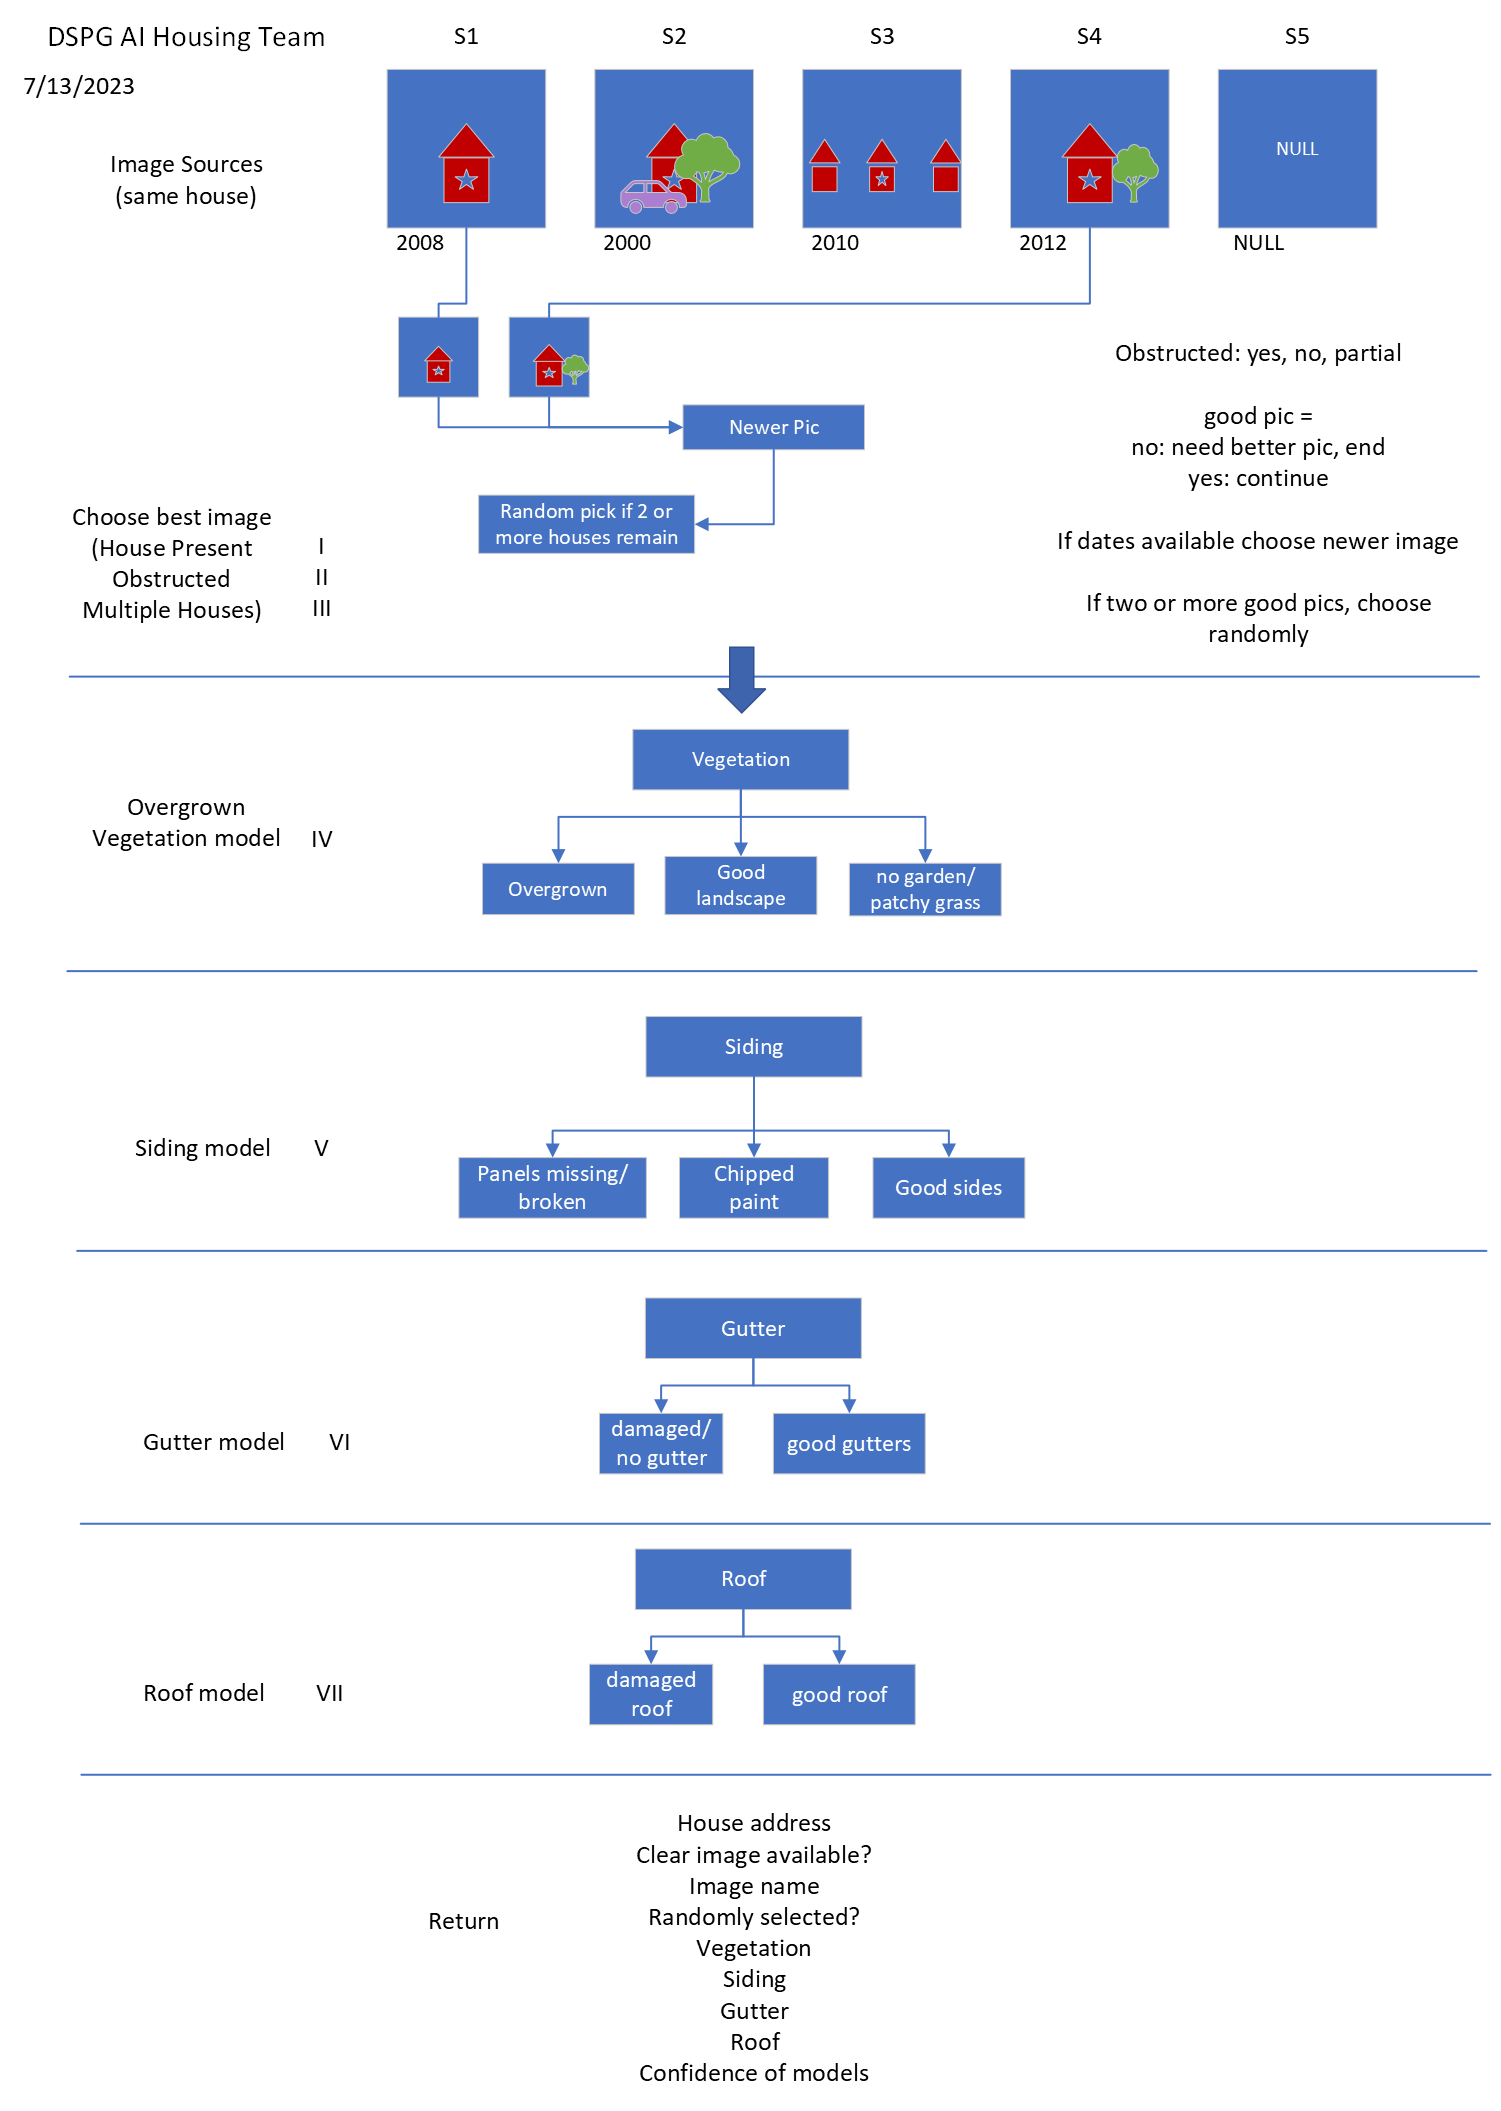 DSPG AI Housing Team
7/13/2023
S1
S2
S3
S4
S5
Image Sources
(same house)
NULL
2008
2000
2010
2012
NULL
Newer Pic
Random pick if 2 or
more houses remain
Obstructed: yes, no, partial
good pic =
no: need better pic, end
yes: continue
If dates available choose newer image
If two or more good pics, choose
randomly
Choose best image
(House Present
Obstructed
Multiple Houses)
I
II
III
Vegetation
Overgrown
Vegetation model
IV
Overgrown
Good
landscape
no garden/
patchy grass
Siding
Siding model
V
Panels missing/
broken
Chipped
paint
Good sides
Gutter
Gutter model
VI
damaged/
no gutter
good gutters
Roof
Roof model
VII
damaged
roof
good roof
Return
House address
Clear image available?
Image name
Randomly selected?
Vegetation
Siding
Gutter
Roof
Confidence of models